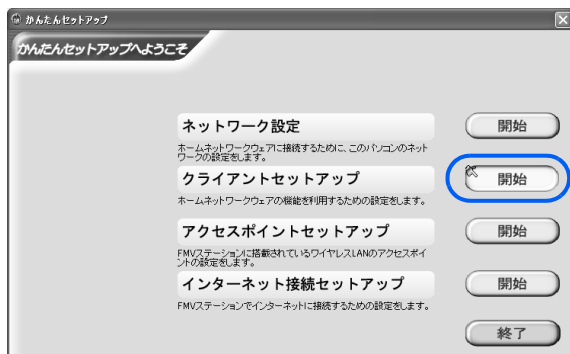 かんたんセットアップ
かんたんセットアップへようこそ
ネットワーク設定
開始
ホームネットワークウェアに接続するために、このパソコンのネット
ワークの設定をします。
クライアントセットアップ
開始
ホームネットワークウェアの機能を利用するための設定をします。
アクセスポイントセットアップ
開始
FMVステーションに搭載されているワイヤレスLANのアクセスポイ
ントの設定をします。
インターネット接続セットアップ
開始
FMVステーションでインターネットに接続するための設定をします。
終了